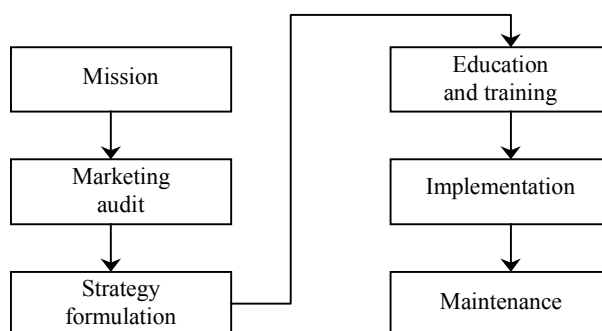 Mission
Marketing
audit
Strategy
formulation
Education
and training
Implementation
Maintenance